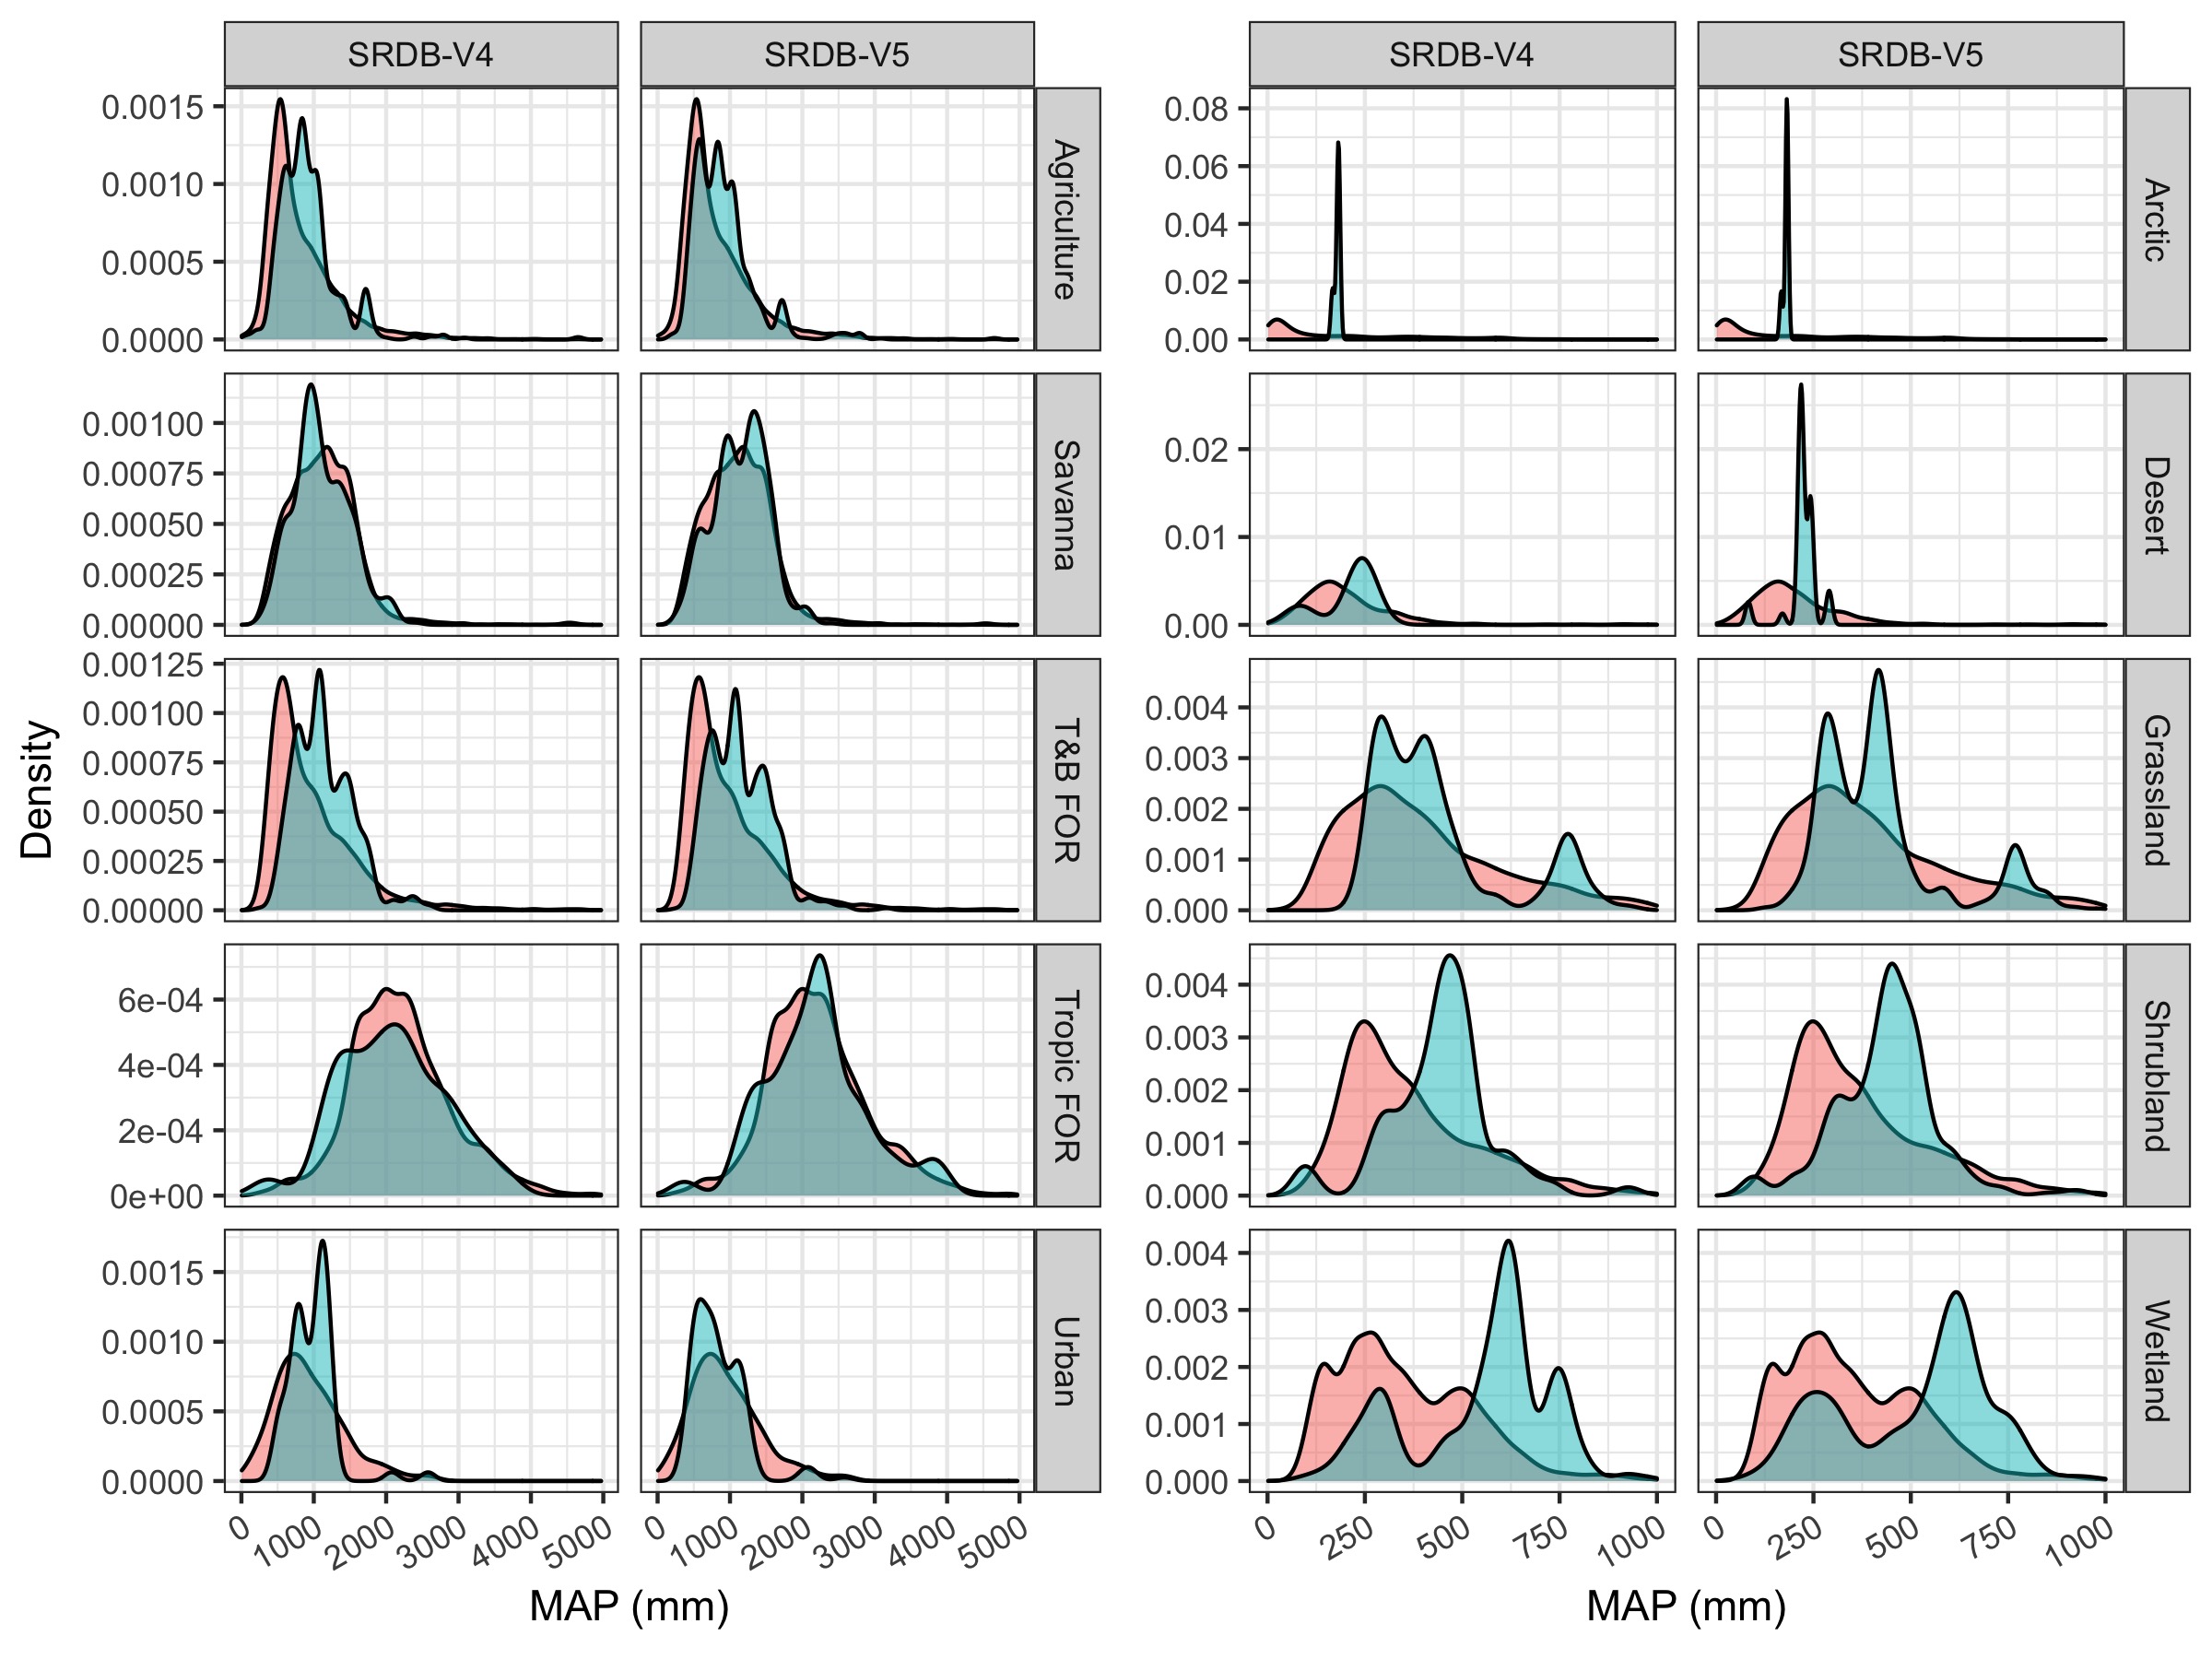 SRDB-V4
SRDB-V5
0.0015
0.0010
0.0005
0.0000
Agriculture
0.00100
0.00075
0.00050
0.00025
0.00000
Savanna
0.00125
0.00100
0.00075
0.00050
0.00025
0.00000
T&B FOR
6e-04
4e-04
2e-04
0e+00
Tropic FOR
0.0015
0.0010
0.0005
0.0000
Urban
0 1000 2000 3000 4000 5000
0 1000 2000 3000 4000 5000
MAP (mm)
Density
SRDB-V4
SRDB-V5
0.08
0.06
0.04
0.02
0.00
Arctic
0.02
0.01
0.00
Desert
0.004
0.003
0.002
0.001
0.000
Grassland
0.004
0.003
0.002
0.001
0.000
Shrubland
0.004
0.003
0.002
0.001
0.000
Wetland
0 250 500 750 1000
0 250 500 750 1000
MAP (mm)